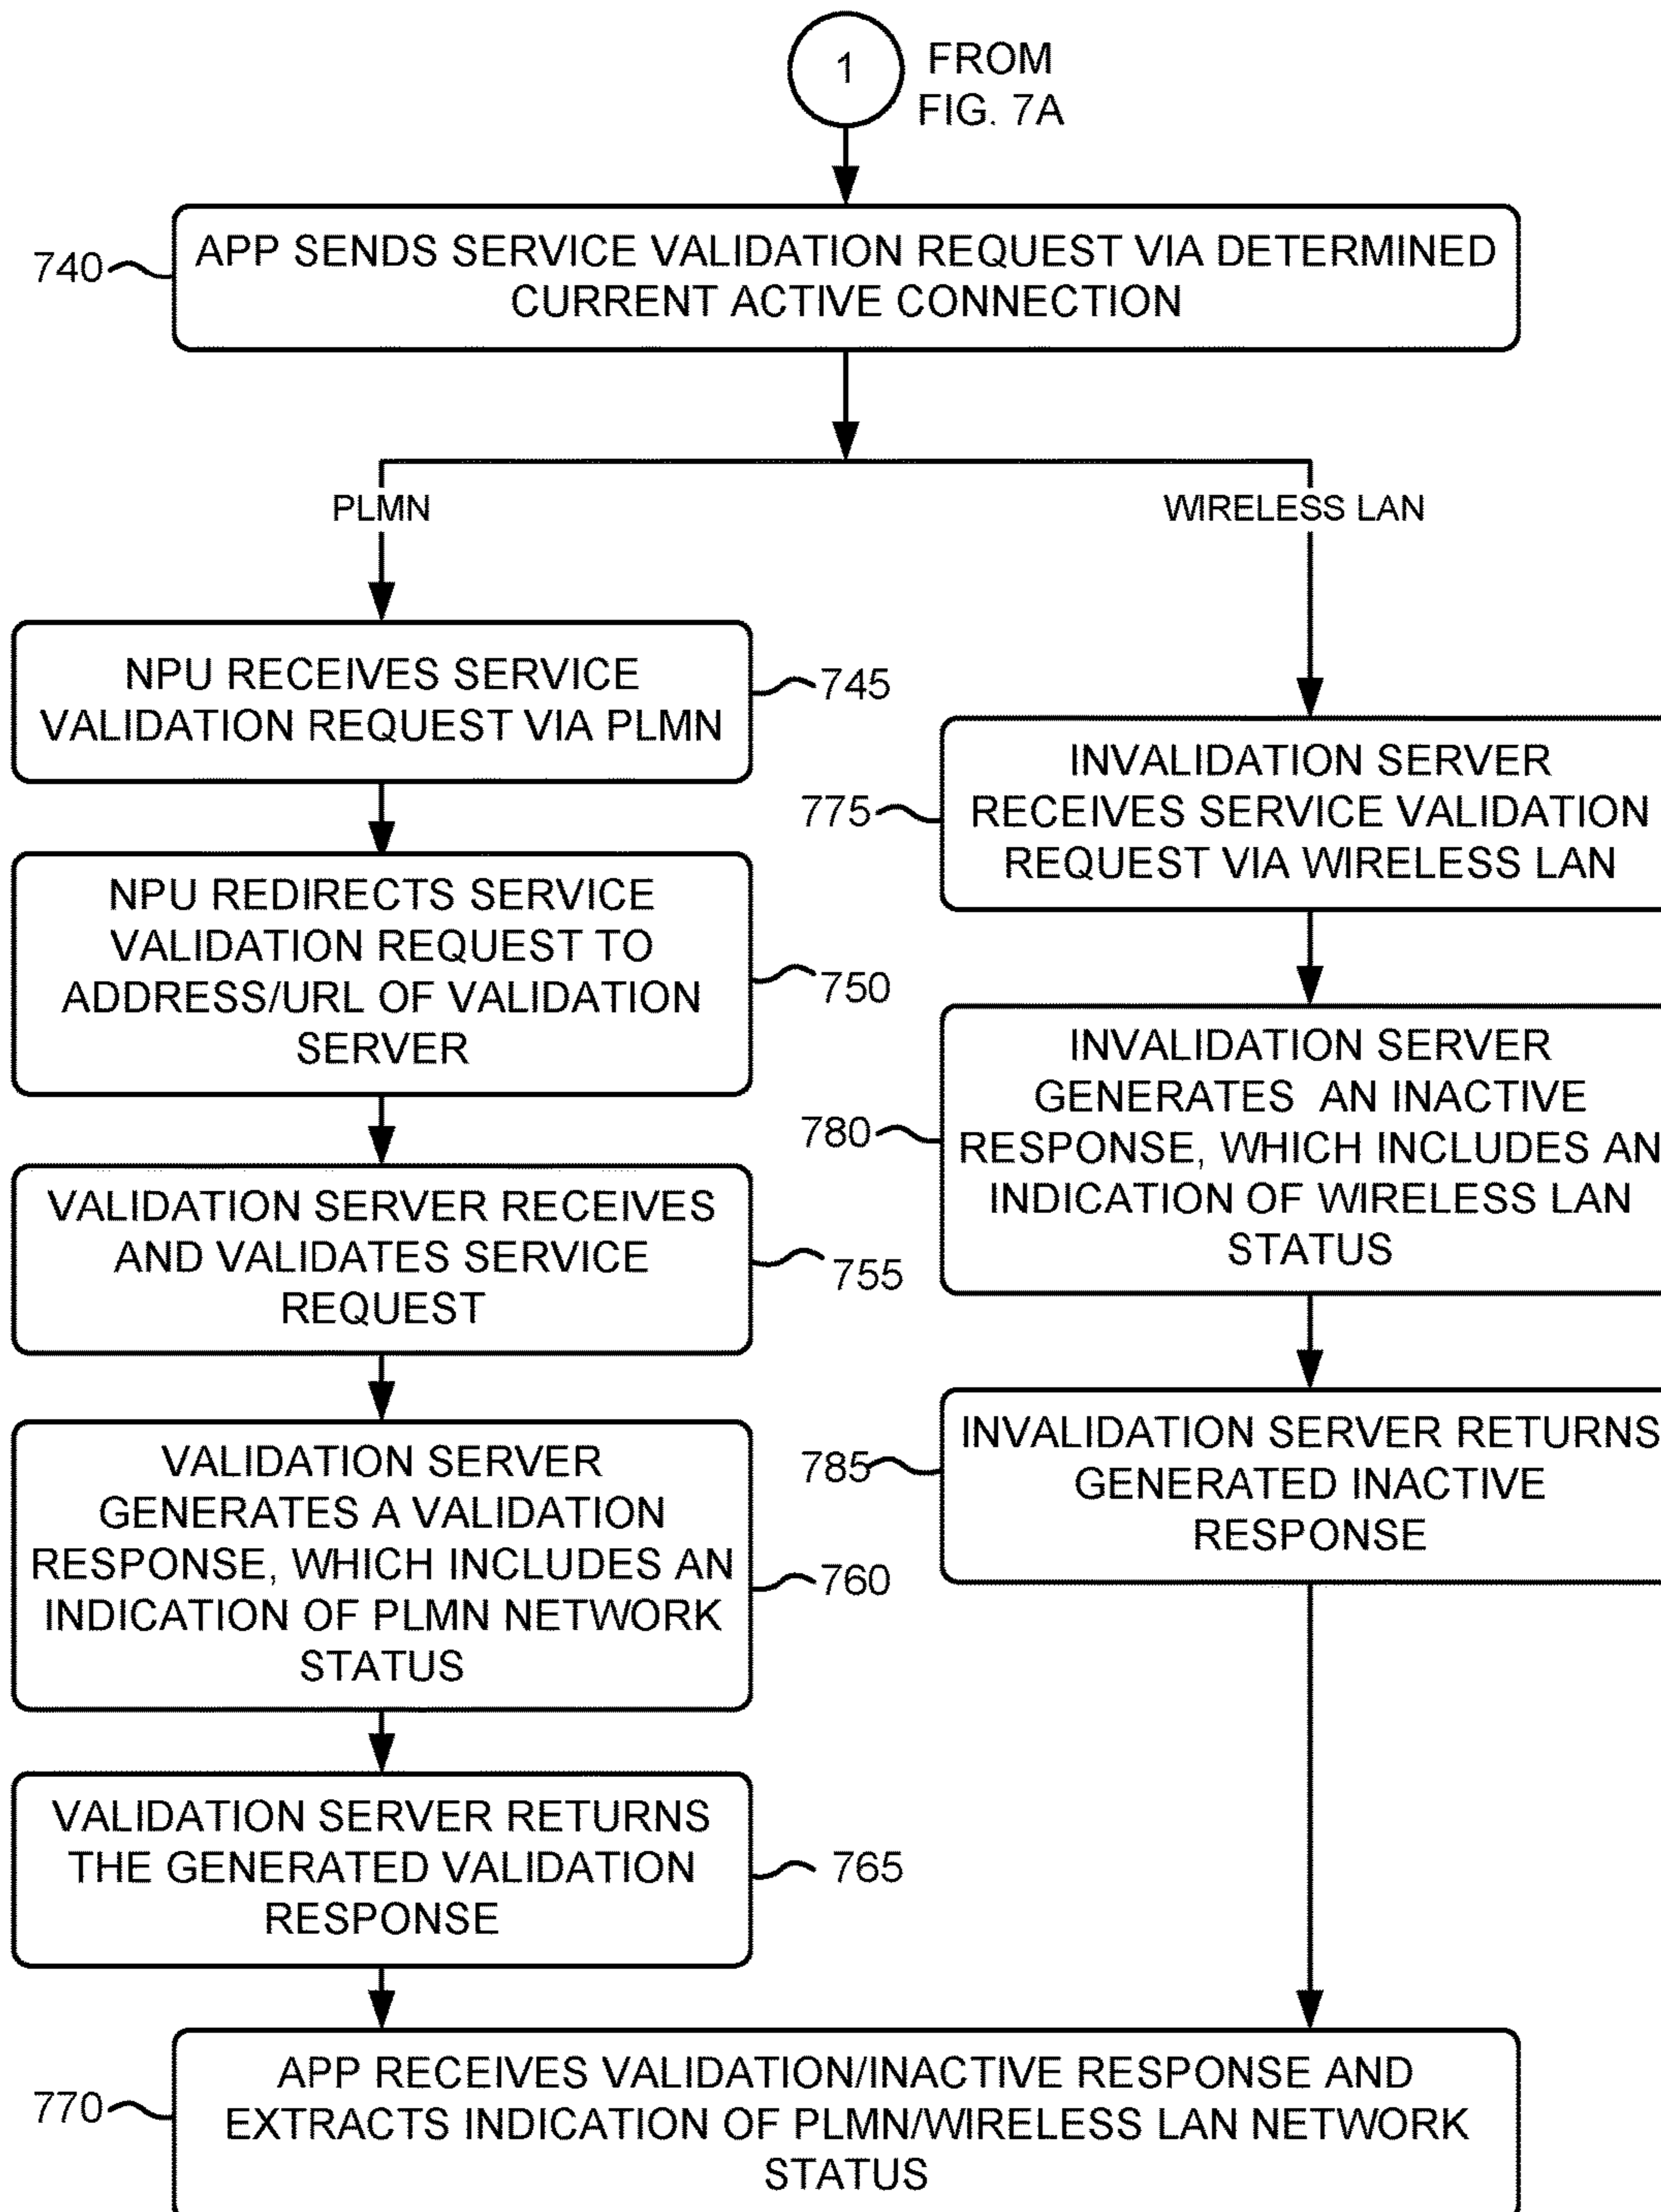 1
FROM
FIG. 7A
740
APP SENDS SERVICE VALIDATION REQUEST VIA DETERMINED
CURRENT ACTIVE CONNECTION
PLMN
WIRELESS LAN
NPU RECEIVES SERVICE
VALIDATION REQUEST VIA PLMN
745
NPU REDIRECTS SERVICE
VALIDATION REQUEST TO
ADDRESS/URL OF VALIDATION
SERVER
750
VALIDATION SERVER RECEIVES
AND VALIDATES SERVICE
REQUEST
755
VALIDATION SERVER
GENERATES A VALIDATION
RESPONSE, WHICH INCLUDES AN
INDICATION OF PLMN NETWORK
STATUS
760
VALIDATION SERVER RETURNS
THE GENERATED VALIDATION
RESPONSE
765
775
INVALIDATION SERVER
RECEIVES SERVICE VALIDATION
REQUEST VIA WIRELESS LAN
780
INVALIDATION SERVER
GENERATES AN INACTIVE
RESPONSE, WHICH INCLUDES AN
INDICATION OF WIRELESS LAN
STATUS
785
INVALIDATION SERVER RETURNS
GENERATED INACTIVE
RESPONSE
770
APP RECEIVES VALIDATION/INACTIVE RESPONSE AND
EXTRACTS INDICATION OF PLMN/WIRELESS LAN NETWORK
STATUS